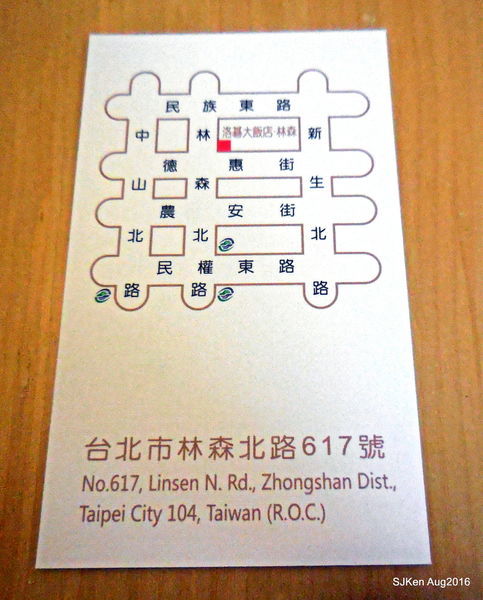 民族東路
中 林 洛碁大飯店·林森 新
德惠街
山 森 生
農安街
北 北 北
民權東路
路 路 路
台北市林森北路617號
No.617, Linsen N. Rd., Zhongshan Dist.,
Taipei City 104, Taiwan (R.O.C.)
SJKen Aug2016